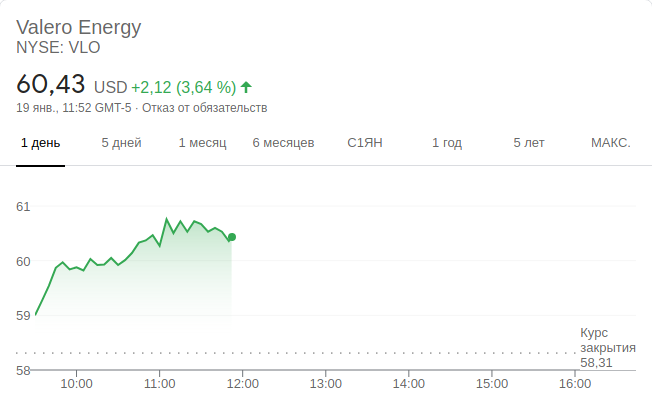 Valero Energy
NYSE: VLO
60,43 USD +2,12 (3,64 %) ↑
19 янв., 11:52 GMT-5 · Отказ от обязательств
1 день 5 дней 1 месяц 6 месяцев С1ЯН 1 год 5 лет МАКС.
61
60
59
Курс
закрытия
58,31
58
10:00 11:00 12:00 13:00 14:00 15:00 16:00